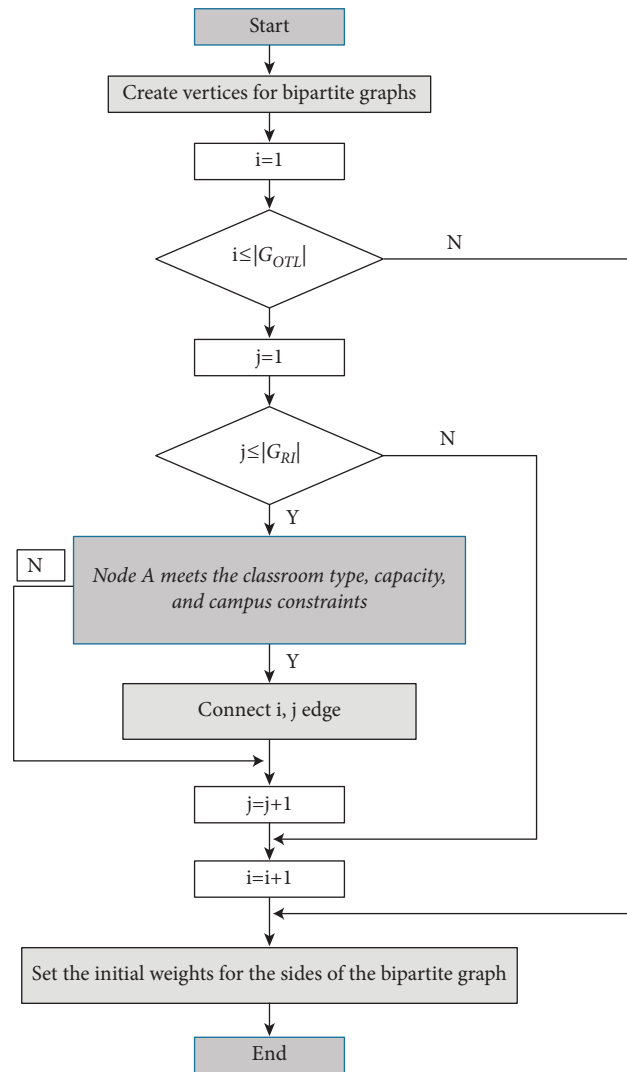 Start
Create vertices for bipartite graphs
i=1
i≤|G_OTL|
N
j=1
j≤|G_RI|
N
Y
N
Node A meets the classroom type, capacity,
and campus constraints
Y
Connect i, j edge
j=j+1
i=i+1
Set the initial weights for the sides of the bipartite graph
End